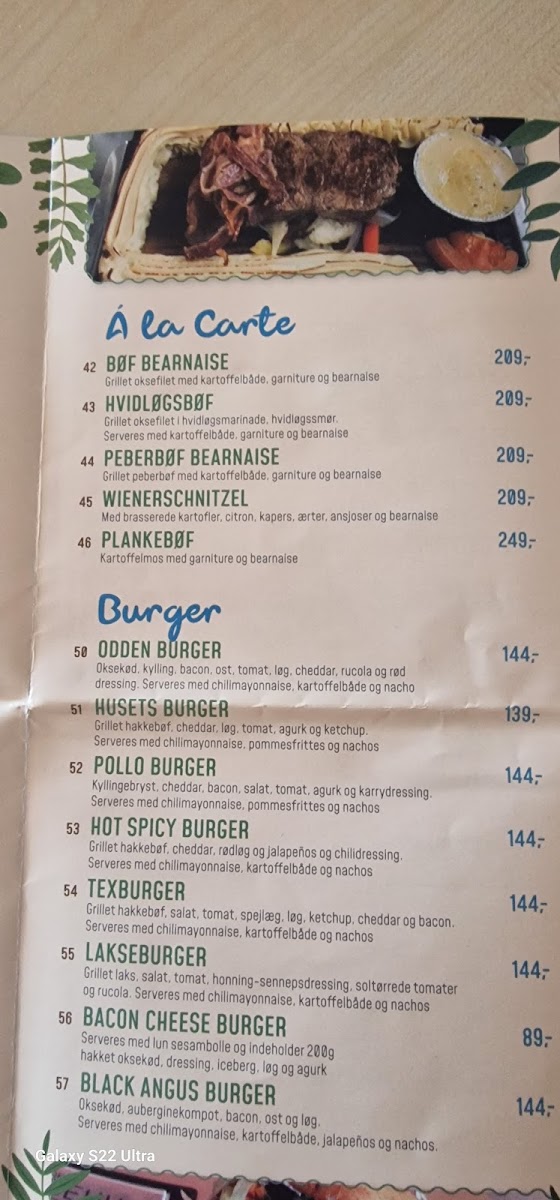 Á la Carte
42 BØF BEARNAISE 209,-
Grillet oksefilet med kartoffelbåde, garniture og bearnaise
43 HVIDLØGSBØF 209,-
Grillet oksefilet i hvidløgsmarinade, hvidløgssmør.
Serveres med kartoffelbåde, garniture og bearnaise
44 PEBERBØF BEARNAISE 209,-
Grillet peberbøf med kartoffelbåde, garniture og bearnaise
45 WIENERSCHNITZEL 209,-
Med brasserede kartofler, citron, kapers, ærter, ansjoser og bearnaise
46 PLANKEBØF 249,-
Kartoffelmos med garniture og bearnaise
Burger
50 ODDEN BURGER 144,-
Oksekød, kylling, bacon, ost, tomat, løg, cheddar, rucola og rød
dressing. Serveres med chilimayonnaise, kartoffelbåde og nacho
51 HUSETS BURGER 139,-
Grillet hakkebøf, cheddar, løg, tomat, agurk og ketchup.
Serveres med chilimayonnaise, pommesfrittes og nachos
52 POLLO BURGER 144,-
Kyllingebryst, cheddar, bacon, salat, tomat, agurk og karrydressing.
Serveres med chilimayonnaise, pommesfrittes og nachos
53 HOT SPICY BURGER 144,-
Grillet hakkebøf, cheddar, rødløg og jalapeños og chilidressing.
Serveres med chilimayonnaise, kartoffelbåde og nachos
54 TEXBURGER 144,-
Grillet hakkebøf, salat, tomat, spejlæg, løg, ketchup, cheddar og bacon.
Serveres med chilimayonnaise, kartoffelbåde og nachos
55 LAKSEBURGER 144,-
Grillet laks, salat, tomat, honning-sennepsdressing, soltørrede tomater
og rucola. Serveres med chilimayonnaise, kartoffelbåde og nachos
56 BACON CHEESE BURGER 89,-
Serveres med lun sesambolle og indeholder 200g
hakket oksekød, dressing, iceberg, løg og agurk
57 BLACK ANGUS BURGER 144,-
Oksekød, auberginekompot, bacon, ost og løg.
Serveres med chilimayonnaise, kartoffelbåde, jalapeños og nachos.
Galaxy S22 Ultra